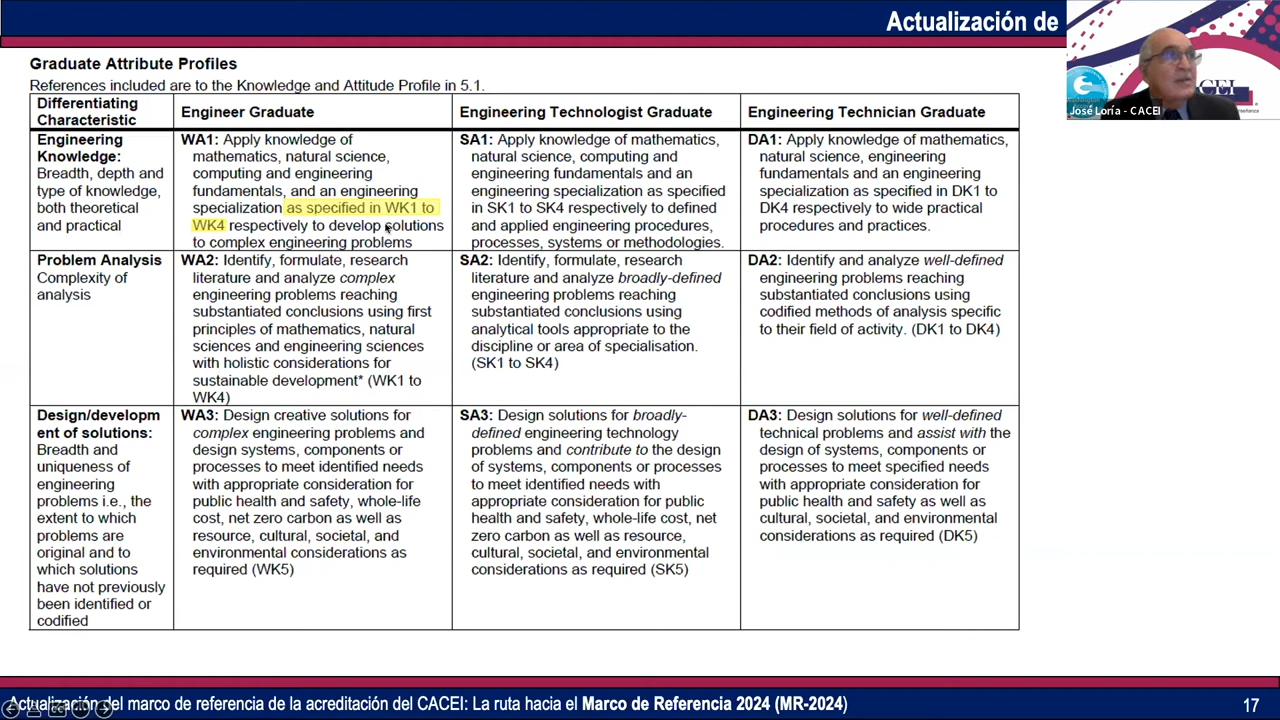 Actualización de
CEI
José Loría - CACEI
Graduate Attribute Profiles
References included are to the Knowledge and Attitude Profile in 5.1.
Differentiating
Characteristic
Engineer Graduate
Engineering Technologist Graduate
Engineering Technician Graduate
Engineering
Knowledge:
Breadth, depth and
type of knowledge,
both theoretical
and practical
WA1: Apply knowledge of
mathematics, natural science,
computing and engineering
fundamentals, and an engineering
specialization as specified in WK1 to
WK4 respectively to develop solutions
to complex engineering problems
SA1: Apply knowledge of mathematics,
natural science, computing and
engineering fundamentals and an
engineering specialization as specified
in SK1 to SK4 respectively to defined
and applied engineering procedures,
processes, systems or methodologies.
DA1: Apply knowledge of mathematics,
natural science, engineering
fundamentals and an engineering
specialization as specified in DK1 to
DK4 respectively to wide practical
procedures and practices.
Problem Analysis
Complexity of
analysis
WA2: Identify, formulate, research
literature and analyze complex
engineering problems reaching
substantiated conclusions using first
principles of mathematics, natural
sciences and engineering sciences
with holistic considerations for
sustainable development* (WK1 to
WK4)
SA2: Identify, formulate, research
literature and analyze broadly-defined
engineering problems reaching
substantiated conclusions using
analytical tools appropriate to the
discipline or area of specialisation.
(SK1 to SK4)
DA2: Identify and analyze well-defined
engineering problems reaching
substantiated conclusions using
codified methods of analysis specific
to their field of activity. (DK1 to DK4)
Design/developm
ent of solutions:
Breadth and
uniqueness of
engineering
problems i.e., the
extent to which
problems are
original and to
which solutions
have not previously
been identified or
codified
WA3: Design creative solutions for
complex engineering problems and
design systems, components or
processes to meet identified needs
with appropriate consideration for
public health and safety, whole-life
cost, net zero carbon as well as
resource, cultural, societal, and
environmental considerations as
required (WK5)
SA3: Design solutions for broadly-
defined engineering technology
problems and contribute to the design
of systems, components or processes
to meet identified needs with
appropriate consideration for public
health and safety, whole-life cost, net
zero carbon as well as resource,
cultural, societal, and environmental
considerations as required (SK5)
DA3: Design solutions for well-defined
technical problems and assist with the
design of systems, components or
processes to meet specified needs
with appropriate consideration for
public health and safety as well as
cultural, societal, and environmental
considerations as required (DK5)
Actualización del marco de referencia de la acreditación del CACEI: La ruta hacia el Marco de Referencia 2024 (MR-2024)
17